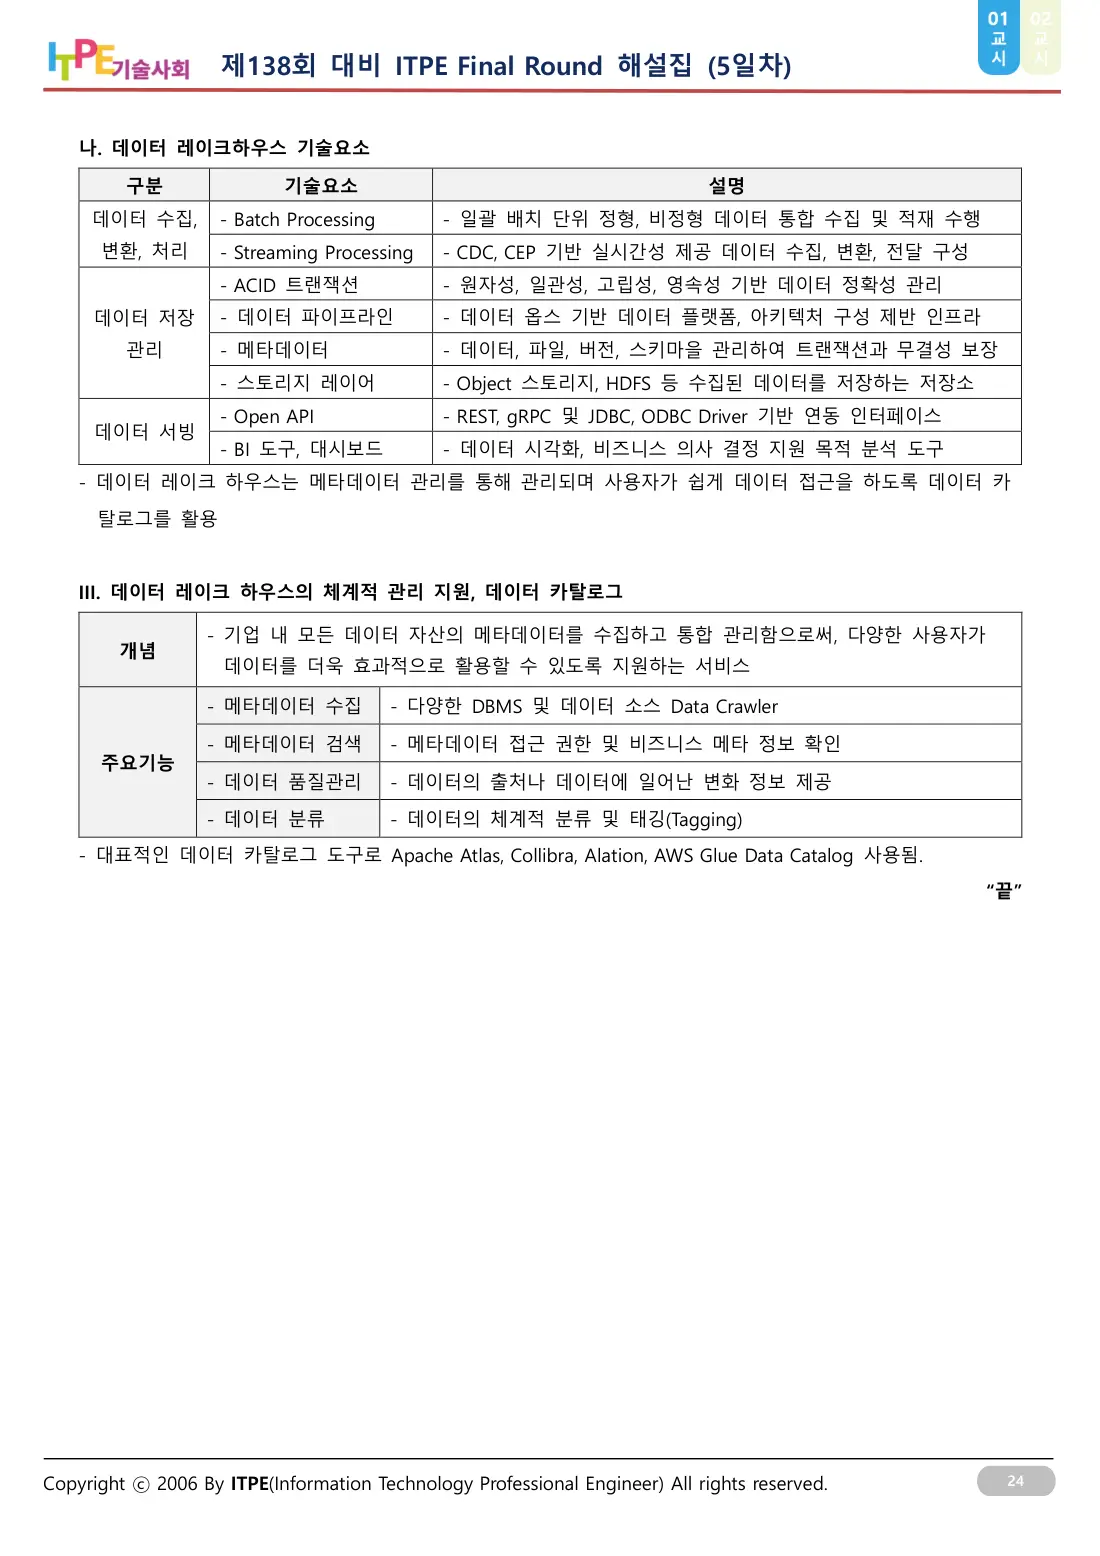 01
교
시
02
교
시
ITPE기술사회 제138회 대비 ITPE Final Round 해설집 (5일차)
나. 데이터 레이크하우스 기술요소
구분 기술요소 설명
데이터 수집, 변환, 처리
- Batch Processing - 일괄 배치 단위 정형, 비정형 데이터 통합 수집 및 적재 수행
- Streaming Processing - CDC, CEP 기반 실시간성 제공 데이터 수집, 변환, 전달 구성
데이터 저장 관리
- ACID 트랜잭션 - 원자성, 일관성, 고립성, 영속성 기반 데이터 정확성 관리
- 데이터 파이프라인 - 데이터 옵스 기반 데이터 플랫폼, 아키텍처 구성 제반 인프라
- 메타데이터 - 데이터, 파일, 버전, 스키마을 관리하여 트랜잭션과 무결성 보장
- 스토리지 레이어 - Object 스토리지, HDFS 등 수집된 데이터를 저장하는 저장소
데이터 서빙
- Open API - REST, gRPC 및 JDBC, ODBC Driver 기반 연동 인터페이스
- BI 도구, 대시보드 - 데이터 시각화, 비즈니스 의사 결정 지원 목적 분석 도구
- 데이터 레이크 하우스는 메타데이터 관리를 통해 관리되며 사용자가 쉽게 데이터 접근을 하도록 데이터 카
탈로그를 활용
III. 데이터 레이크 하우스의 체계적 관리 지원, 데이터 카탈로그
개념
- 기업 내 모든 데이터 자산의 메타데이터를 수집하고 통합 관리함으로써, 다양한 사용자가
데이터를 더욱 효과적으로 활용할 수 있도록 지원하는 서비스
주요기능
- 메타데이터 수집 - 다양한 DBMS 및 데이터 소스 Data Crawler
- 메타데이터 검색 - 메타데이터 접근 권한 및 비즈니스 메타 정보 확인
- 데이터 품질관리 - 데이터의 출처나 데이터에 일어난 변화 정보 제공
- 데이터 분류 - 데이터의 체계적 분류 및 태깅(Tagging)
- 대표적인 데이터 카탈로그 도구로 Apache Atlas, Collibra, Alation, AWS Glue Data Catalog 사용됨.
“끝”
Copyright ⓒ 2006 By ITPE(Information Technology Professional Engineer) All rights reserved. 24